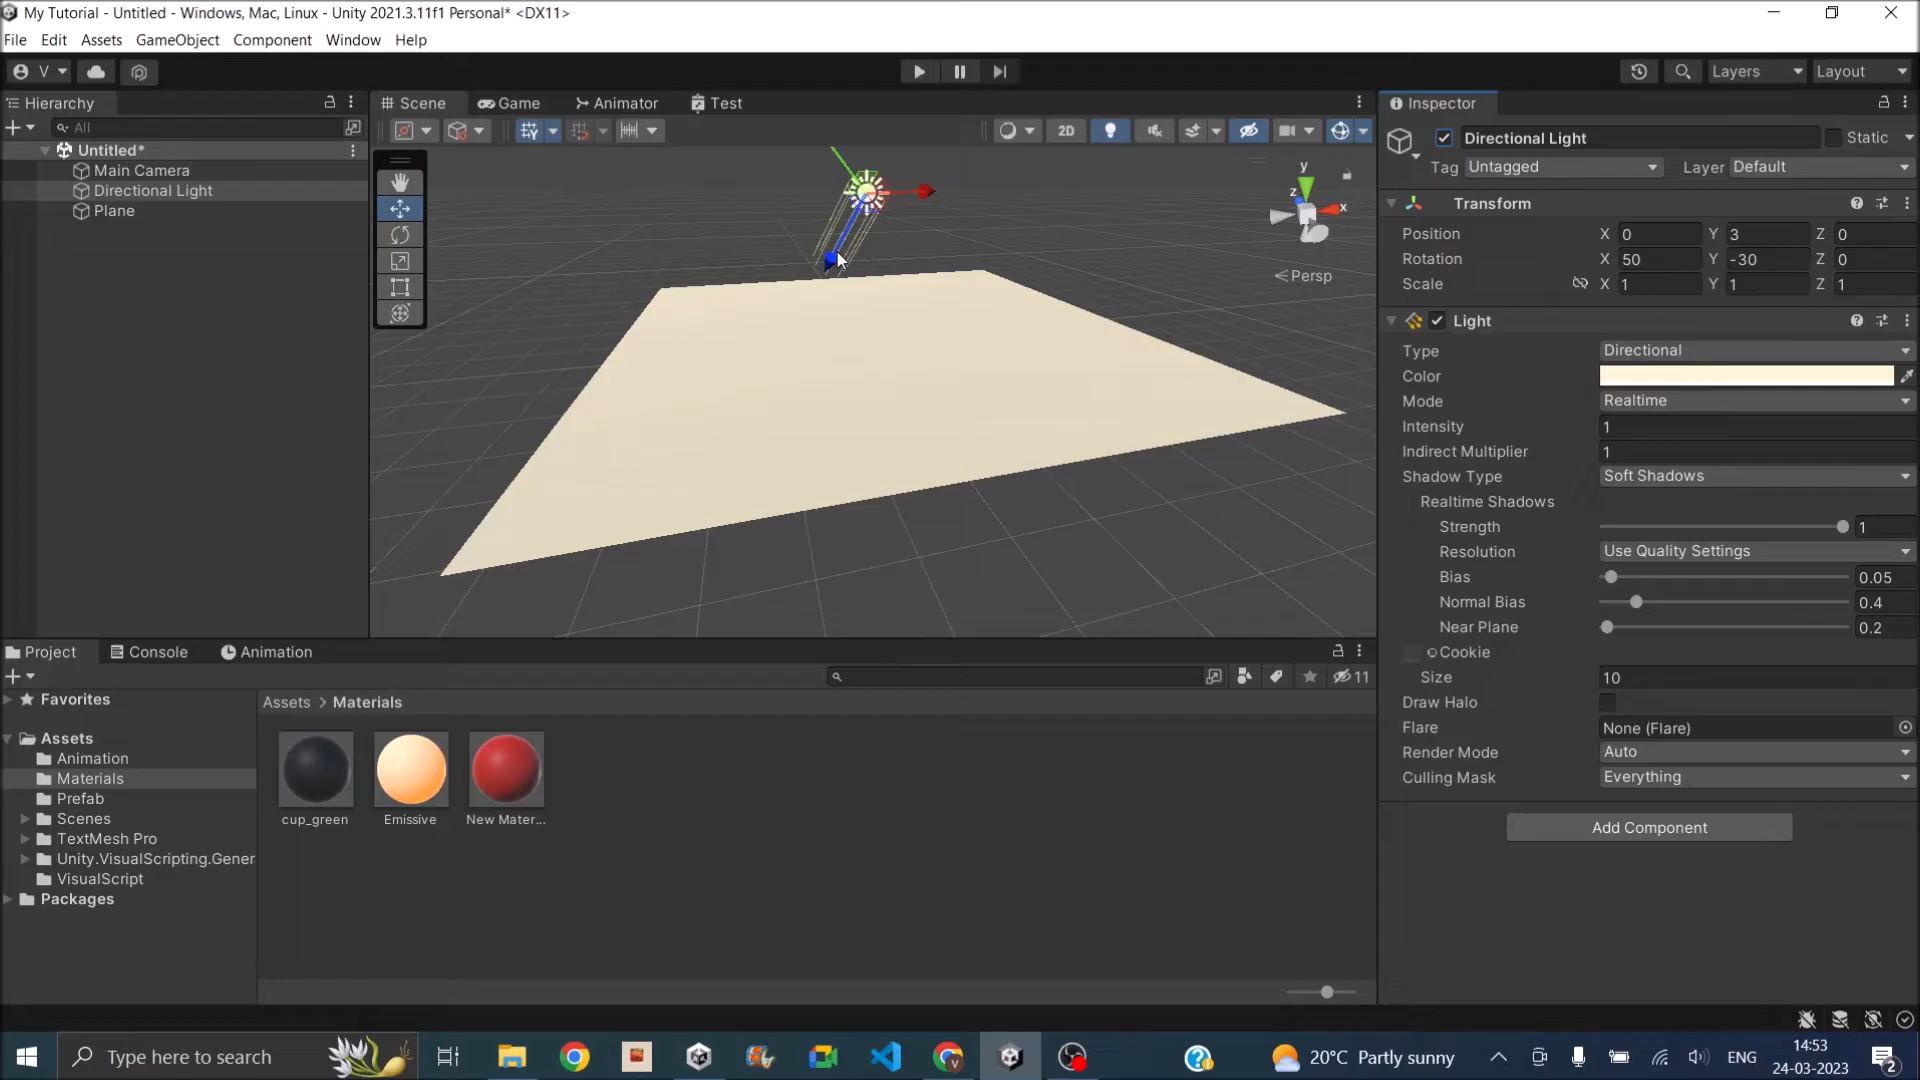 My Tutorial - Untitled - Windows, Mac, Linux - Unity 2021.3.11f1 Personal* <DX11>
File Edit Assets GameObject Component Window Help
V Layers Layout
Hierarchy
All
Untitled*
Main Camera
Directional Light
Plane
Scene Game Animator Test
2D
y
z
x
Persp
Inspector
Directional Light Static
Tag Untagged Layer Default
Transform
Position X 0 Y 3 Z 0
Rotation X 50 Y -30 Z 0
Scale X 1 Y 1 Z 1
Light
Type Directional
Color
Mode Realtime
Intensity 1
Indirect Multiplier 1
Shadow Type Soft Shadows
Realtime Shadows
Strength 1
Resolution Use Quality Settings
Bias 0.05
Normal Bias 0.4
Near Plane 0.2
Cookie
Size 10
Draw Halo
Flare None (Flare)
Render Mode Auto
Culling Mask Everything
Add Component
Project Console Animation
11
Favorites
Assets
Animation
Materials
Prefab
Scenes
TextMesh Pro
Unity.VisualScripting.Gener
VisualScript
Packages
Assets > Materials
cup_green Emissive New Mater...
Type here to search
20°C Partly sunny
ENG
14:53
24-03-2023
2